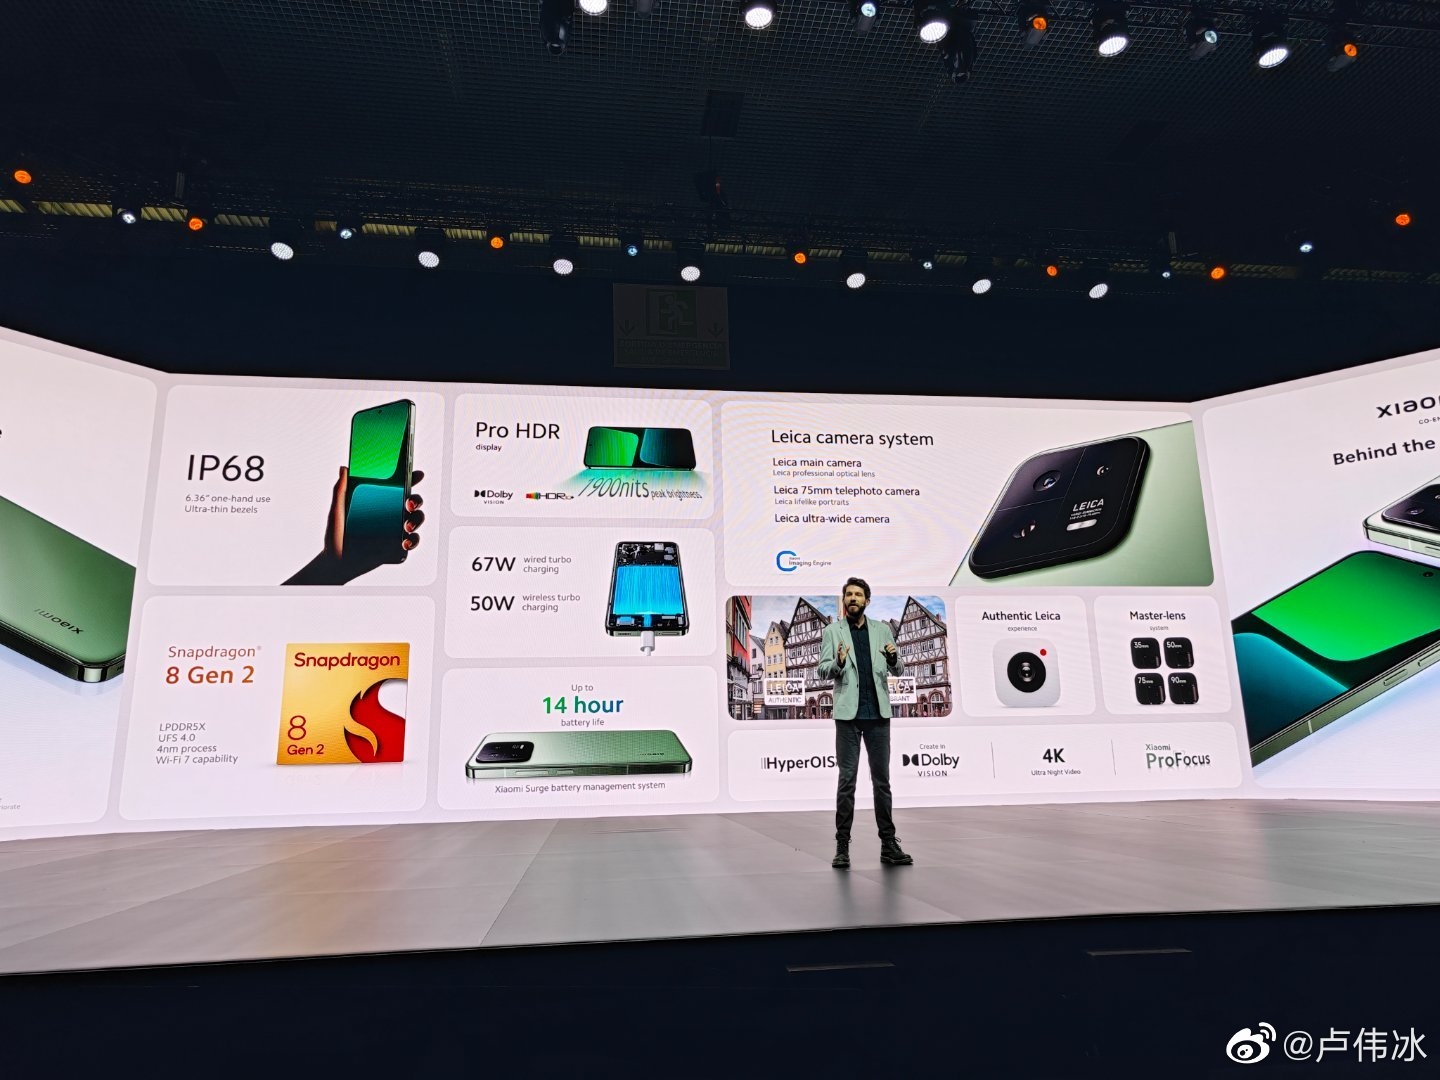 IP68
6.36" one-hand use
Ultra-thin bezels
Pro HDR
display
Dolby
VISION
1900nits peak brightness
67W wired turbo
charging
50W wireless turbo
charging
Snapdragon®
8 Gen 2
LPDDR5X
UFS 4.0
4nm process
Wi-Fi 7 capability
Snapdragon
8
Gen 2
Up to
14 hour
battery life
Xiaomi Surge battery management system
Leica camera system
Leica main camera
Leica professional optical lens
Leica 75mm telephoto camera
Leica lifelike portraits
Leica ultra-wide camera
Imaging Engine
LEICA
LEICA
AUTHENTIC
Authentic Leica
experience
Master-lens
system
35mm
50mm
75mm
90mm
HyperOIS
Create in
Dolby
VISION
4K
Ultra Night Video
Xiaomi
ProFocus
Behind the
xiaomi
@卢伟冰